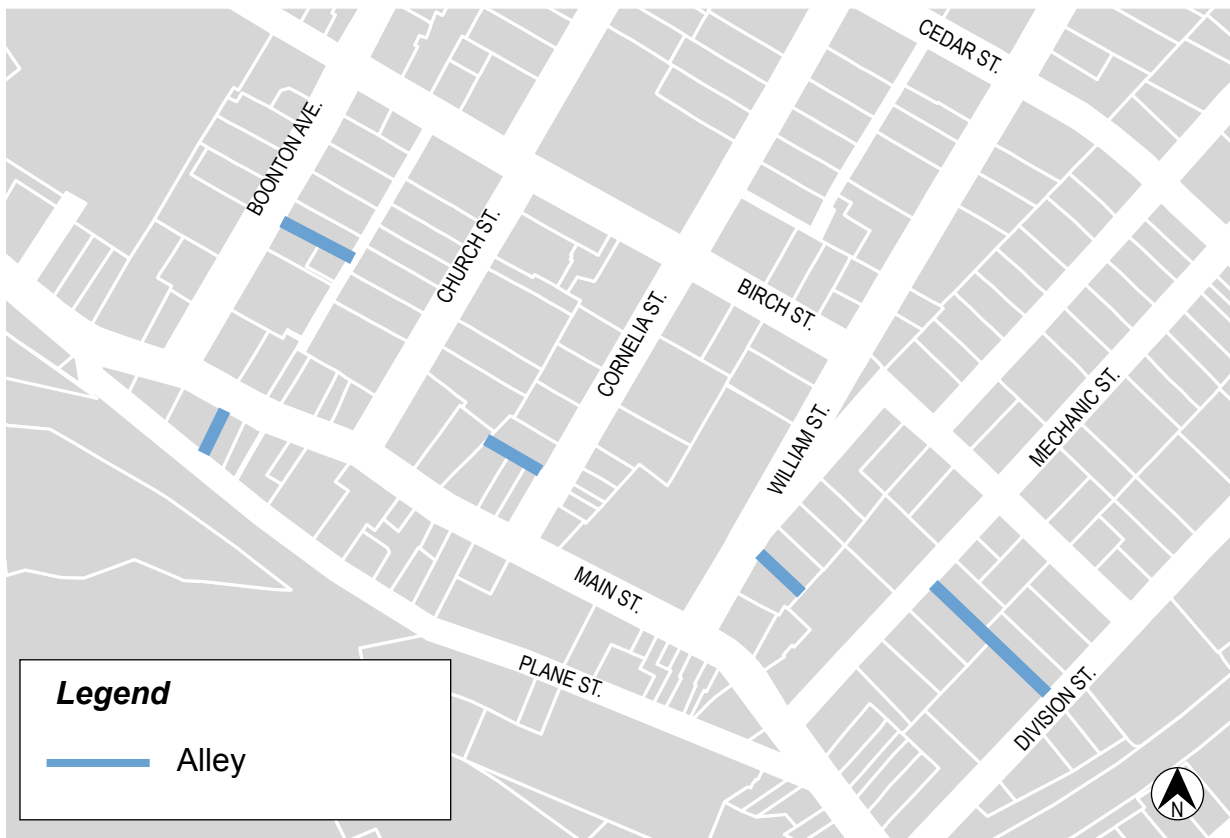 CEDAR ST.
BOONTON AVE.
CHURCH ST.
BIRCH ST.
CORNELIA ST.
MECHANIC ST.
WILLIAM ST.
MAIN ST.
PLANE ST.
DIVISION ST.
Legend
Alley
N